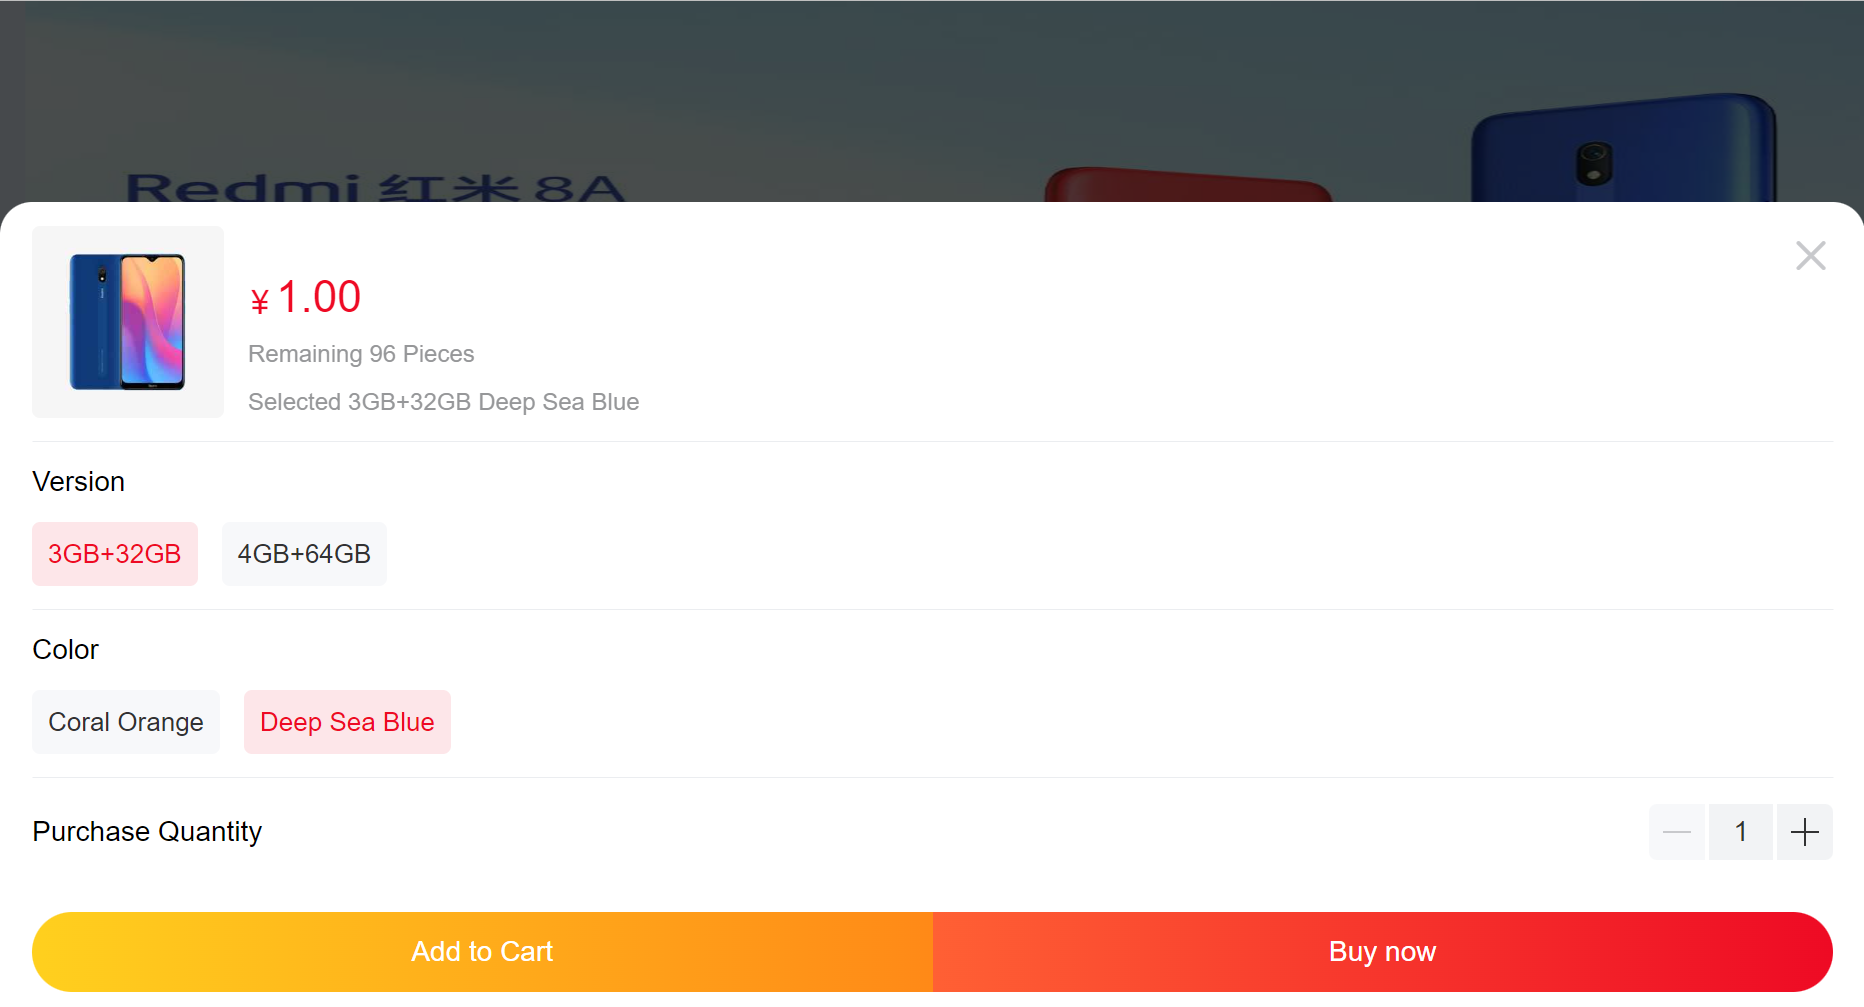 Redmi 红米 8A
¥ 1.00
Remaining 96 Pieces
Selected 3GB+32GB Deep Sea Blue
Version
3GB+32GB 4GB+64GB
Color
Coral Orange Deep Sea Blue
Purchase Quantity 1
Add to Cart Buy now